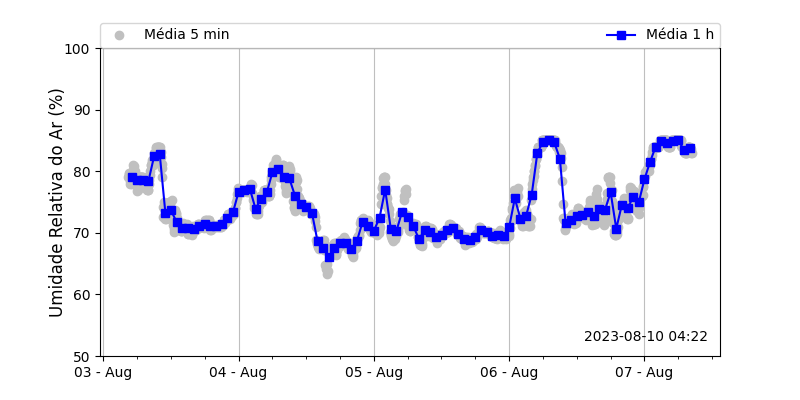 Média 5 min
Média 1 h
Umidade Relativa do Ar (%)
100
90
80
70
60
50
2023-08-10 04:22
03 - Aug
04 - Aug
05 - Aug
06 - Aug
07 - Aug